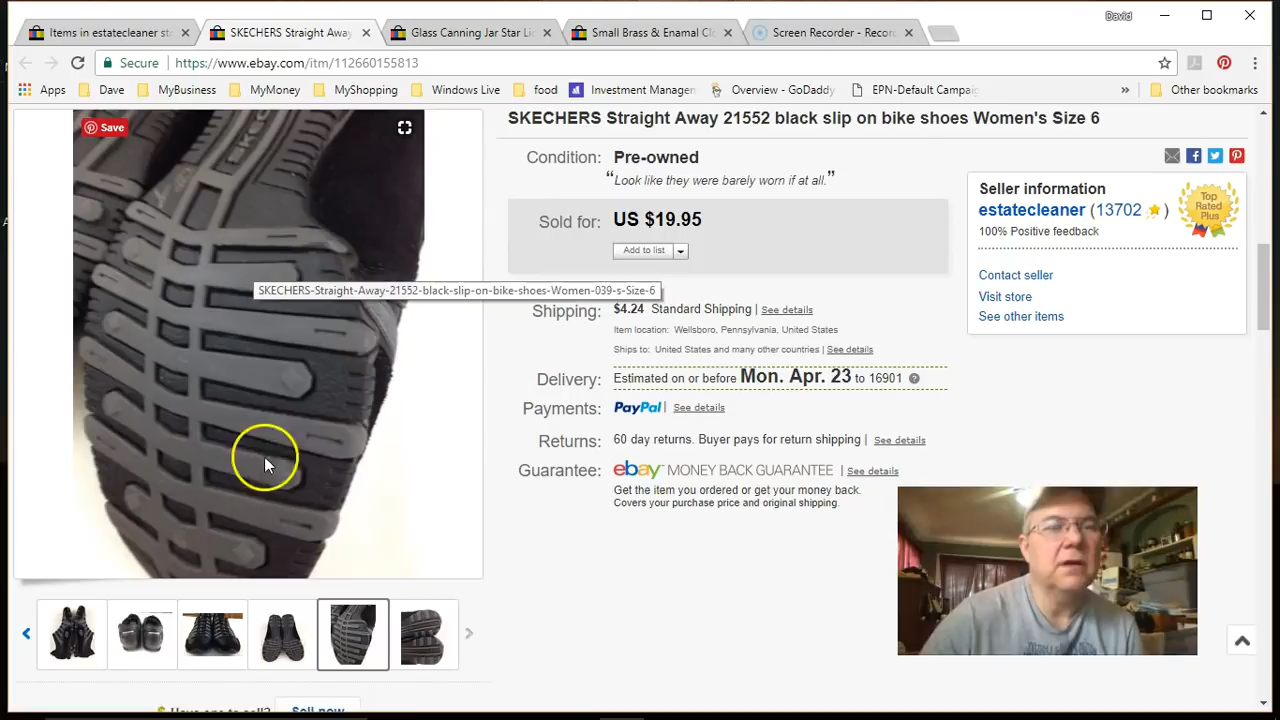 David
Items in estatecleaner st
SKECHERS Straight Away
Glass Canning Jar Star Lic
Small Brass & Enamal Clo
Screen Recorder - Record
Secure
https://www.ebay.com/itm/112660155813
Apps
Dave
MyBusiness
MyMoney
MyShopping
Windows Live
food
Investment Manager
Overview - GoDaddy
EPN-Default Campaig
»
Other bookmarks
Save
SKECHERS Straight Away 21552 black slip on bike shoes Women's Size 6
Condition: Pre-owned
“Look like they were barely worn if at all.”
Sold for: US $19.95
Add to list
SKECHERS-Straight-Away-21552-black-slip-on-bike-shoes-Women-039-s-Size-6
Shipping: $4.24 Standard Shipping | See details
Item location: Wellsboro, Pennsylvania, United States
Ships to: United States and many other countries | See details
Delivery: Estimated on or before Mon. Apr. 23 to 16901
Payments: PayPal | See details
Returns: 60 day returns. Buyer pays for return shipping | See details
Guarantee: ebay MONEY BACK GUARANTEE | See details
Get the item you ordered or get your money back.
Covers your purchase price and original shipping.
Seller information
estatecleaner (13702 )
100% Positive feedback
Top
Rated
Plus
Contact seller
Visit store
See other items
Have one to sell?
Sell now